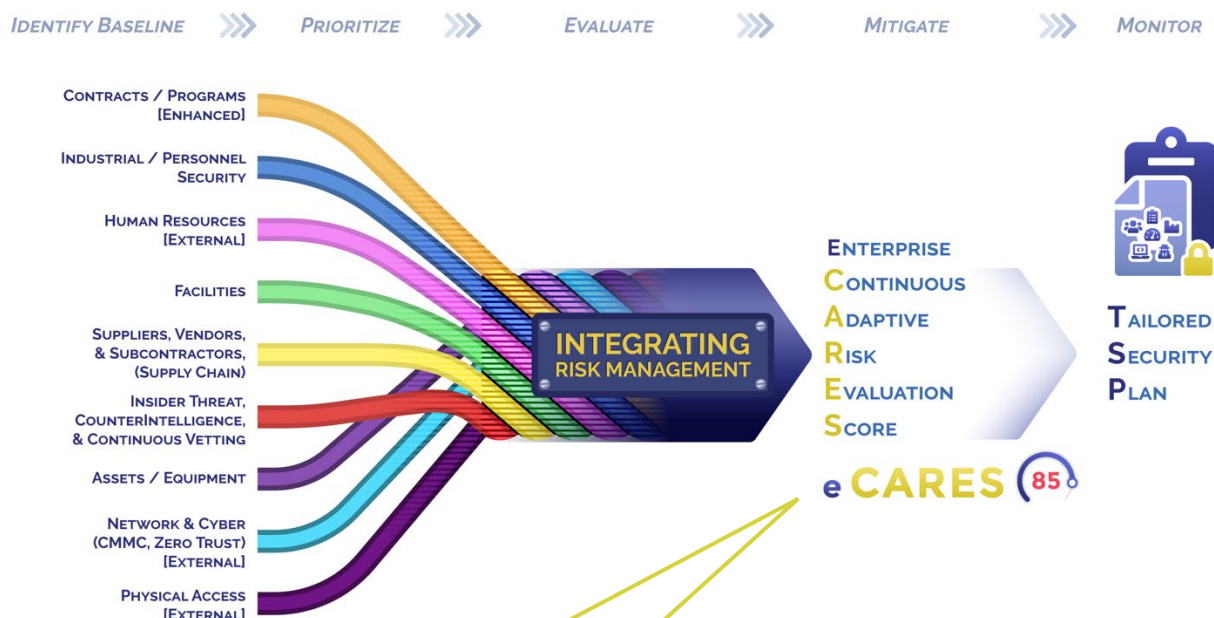 IDENTIFY BASELINE
PRIORITIZE
EVALUATE
MITIGATE
MONITOR
CONTRACTS / PROGRAMS
[ENHANCED]
INDUSTRIAL / PERSONNEL
SECURITY
HUMAN RESOURCES
[EXTERNAL]
FACILITIES
SUPPLIERS, VENDORS,
& SUBCONTRACTORS,
(SUPPLY CHAIN)
INSIDER THREAT,
COUNTERINTELLIGENCE,
& CONTINUOUS VETTING
ASSETS / EQUIPMENT
NETWORK & CYBER
(CMMC, ZERO TRUST)
[EXTERNAL]
PHYSICAL ACCESS
[EXTERNAL]
INTEGRATING
RISK MANAGEMENT
ENTERPRISE
CONTINUOUS
ADAPTIVE
RISK
EVALUATION
SCORE
e CARES 85
TAILORED
SECURITY
PLAN